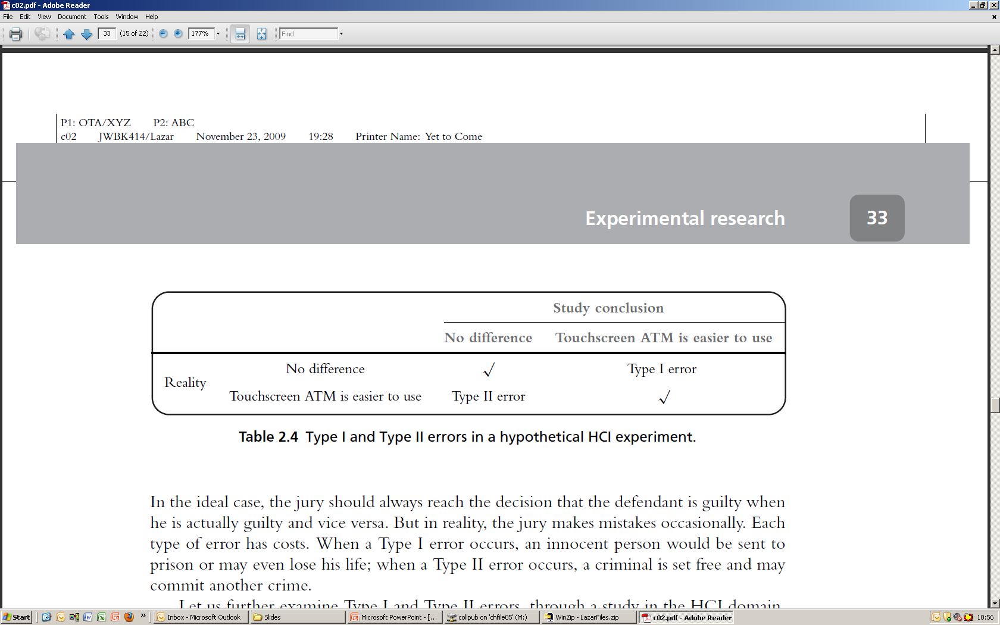 c02.pdf - Adobe Reader
File Edit View Document Tools Window Help
33 (15 of 22) 177% Find
P1: OTA/XYZ P2: ABC
c02 JWBK414/Lazar November 23, 2009 19:28 Printer Name: Yet to Come
Experimental research 33
Study conclusion
No difference Touchscreen ATM is easier to use
No difference √ Type I error
Reality
Touchscreen ATM is easier to use Type II error √
Table 2.4 Type I and Type II errors in a hypothetical HCI experiment.
In the ideal case, the jury should always reach the decision that the defendant is guilty when
he is actually guilty and vice versa. But in reality, the jury makes mistakes occasionally. Each
type of error has costs. When a Type I error occurs, an innocent person would be sent to
prison or may even lose his life; when a Type II error occurs, a criminal is set free and may
commit another crime.
Let us further examine Type I and Type II errors, through a study in the HCI domain.
Start » Inbox - Microsoft Outlook Slides Microsoft PowerPoint - [... collpub on 'chfile05' (M:) WinZip - LazarFiles.zip c02.pdf - Adobe Reader 10:56